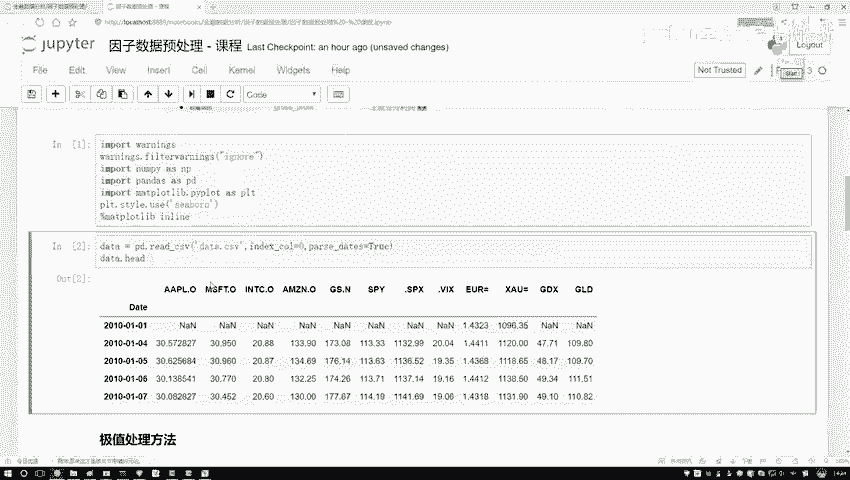 jupyter 因子数据预处理 - 课程 Last Checkpoint: an hour ago (unsaved changes)
Logout
File Edit View Insert Cell Kernel Widgets Help
Not Trusted
Code
In [1]: import warnings
warnings.filterwarnings("ignore")
import numpy as np
import pandas as pd
import matplotlib.pyplot as plt
plt.style.use('seaborn')
%matplotlib inline
In [2]: data = pd.read_csv('data.csv',index_col=0,parse_dates=True)
data.head
Out[2]:
AAPL.O MSFT.O INTC.O AMZN.O GS.N SPY .SPX .VIX EUR= XAU= GDX GLD
Date
2010-01-01 NaN NaN NaN NaN NaN NaN NaN NaN 1.4323 1096.35 NaN NaN
2010-01-04 30.572827 30.950 20.88 133.90 173.08 113.33 1132.99 20.04 1.4411 1120.00 47.71 109.80
2010-01-05 30.625684 30.960 20.87 134.69 176.14 113.63 1136.52 19.35 1.4368 1118.65 48.17 109.70
2010-01-06 30.138541 30.770 20.80 132.25 174.26 113.71 1137.14 19.16 1.4412 1138.50 49.34 111.51
2010-01-07 30.082827 30.452 20.60 130.00 177.67 114.19 1141.69 19.06 1.4318 1131.90 49.10 110.82
极值处理方法